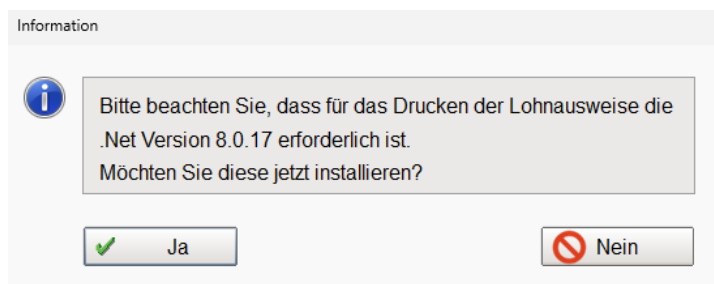 Information
Bitte beachten Sie, dass für das Drucken der Lohnausweise die
.Net Version 8.0.17 erforderlich ist.
Möchten Sie diese jetzt installieren?
Ja
Nein